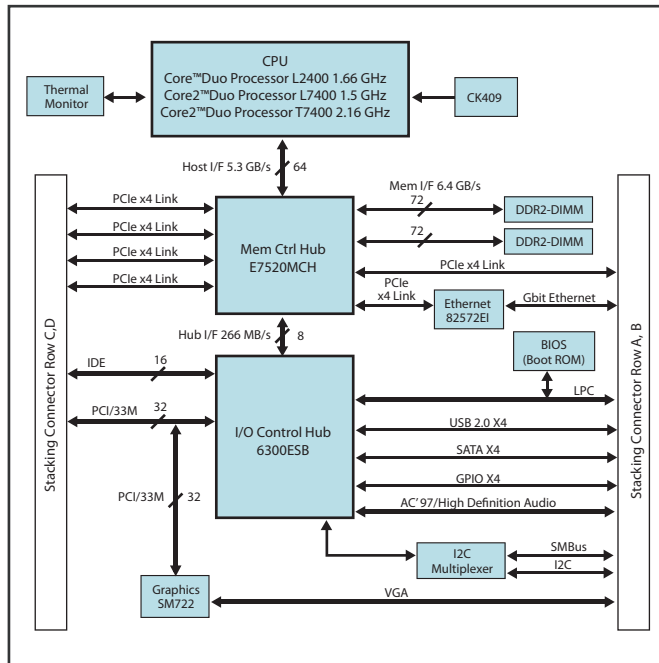 CPU
Core™Duo Processor L2400 1.66 GHz
Core2™Duo Processor L7400 1.5 GHz
Core2™Duo Processor T7400 2.16 GHz
Thermal
Monitor
CK409
Host I/F 5.3 GB/s
64
Stacking Connector Row C,D
Stacking Connector Row A, B
PCIe x4 Link
PCIe x4 Link
PCIe x4 Link
PCIe x4 Link
Mem Ctrl Hub
E7520MCH
Mem I/F 6.4 GB/s
72
DDR2-DIMM
72
DDR2-DIMM
PCIe x4 Link
PCIe
x4 Link
Ethernet
82572EI
Gbit Ethernet
Hub I/F 266 MB/s
8
BIOS
(Boot ROM)
IDE
16
LPC
PCI/33M
32
I/O Control Hub
6300ESB
USB 2.0 X4
SATA X4
GPIO X4
AC'97/High Definition Audio
PCI/33M
32
I2C
Multiplexer
SMBus
I2C
Graphics
SM722
VGA